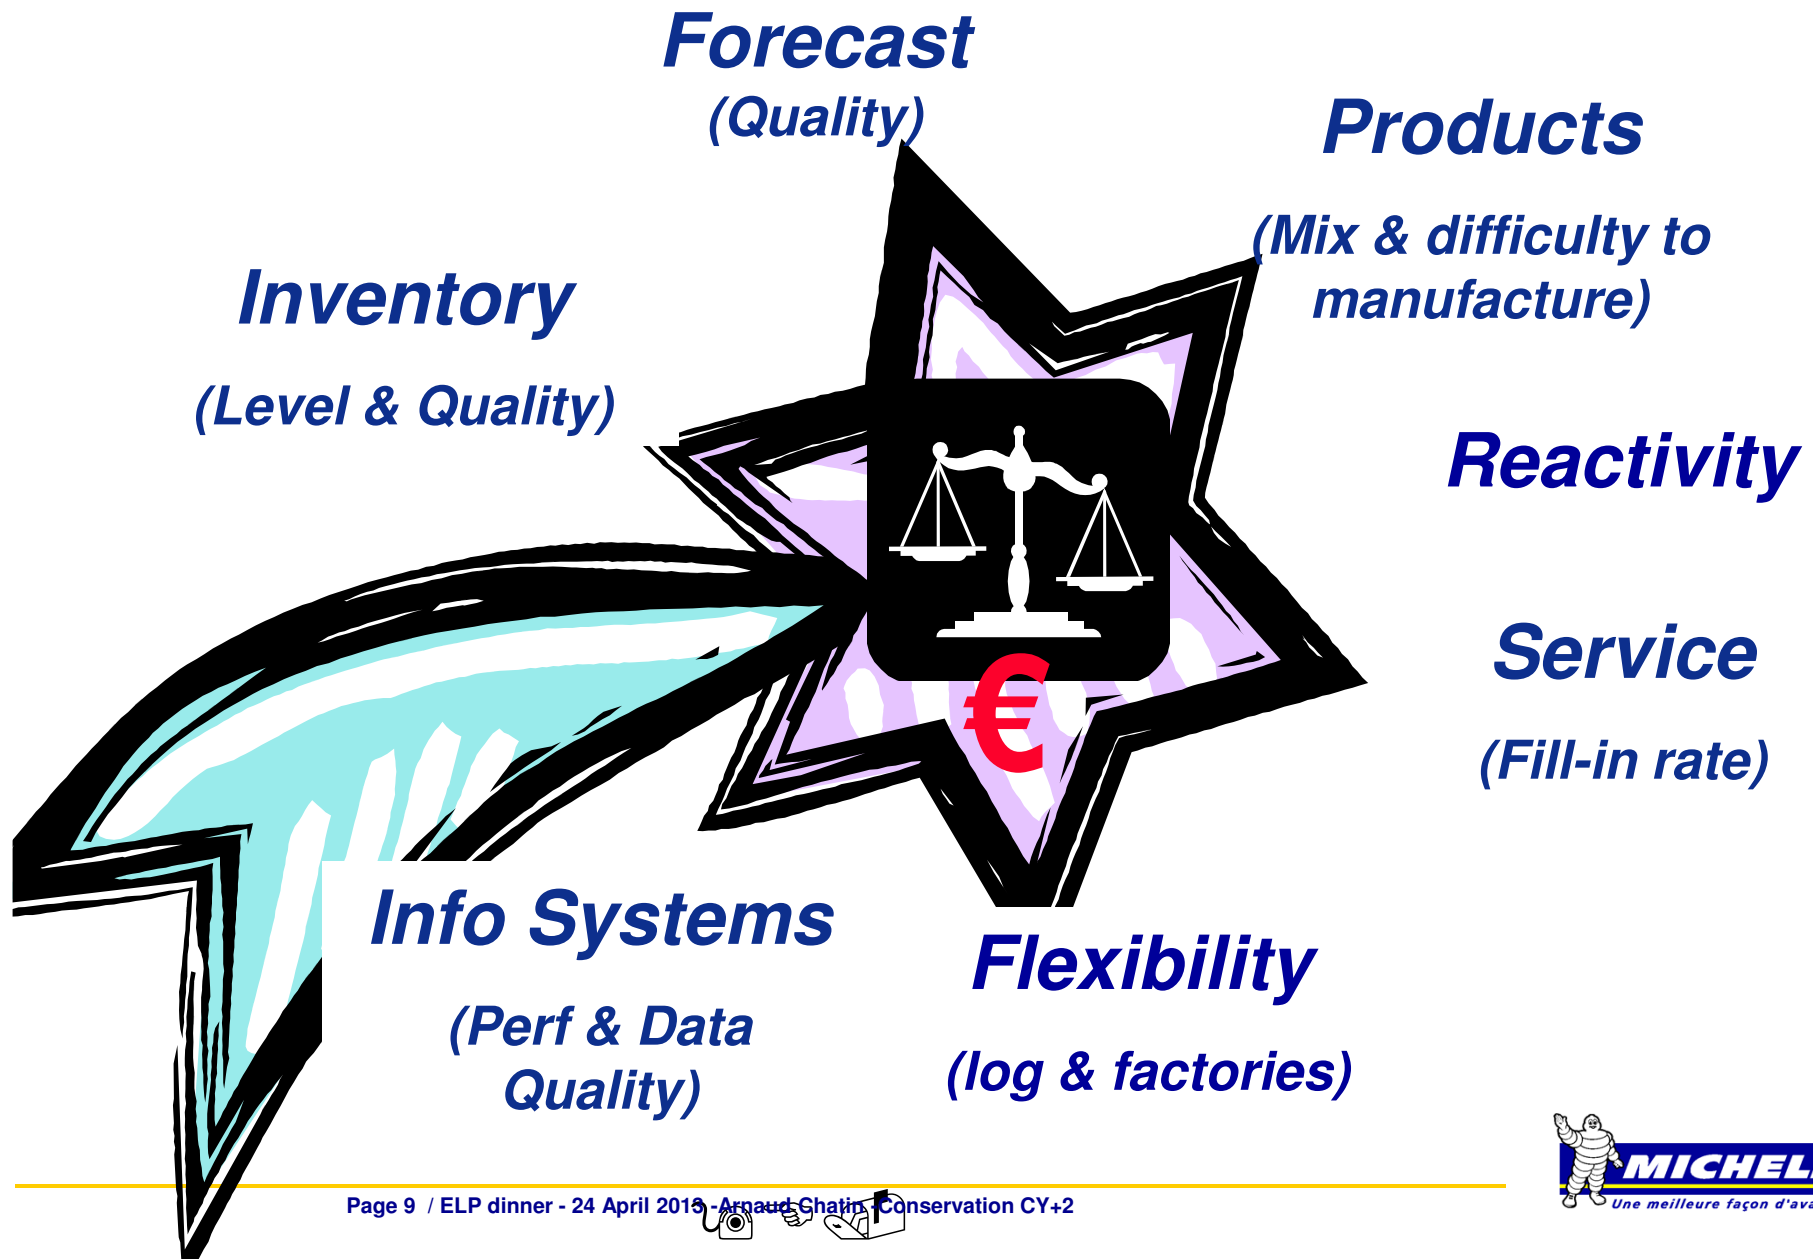 Forecast
(Quality)
Products
(Mix & difficulty to
manufacture)
Inventory
(Level & Quality)
Reactivity
Service
(Fill-in rate)
€
Info Systems
(Perf & Data
Quality)
Flexibility
(log & factories)
Page 9 / ELP dinner - 24 April 2013 -Arnaud Chatin -Conservation CY+2
MICHEL
Une meilleure façon d'ava